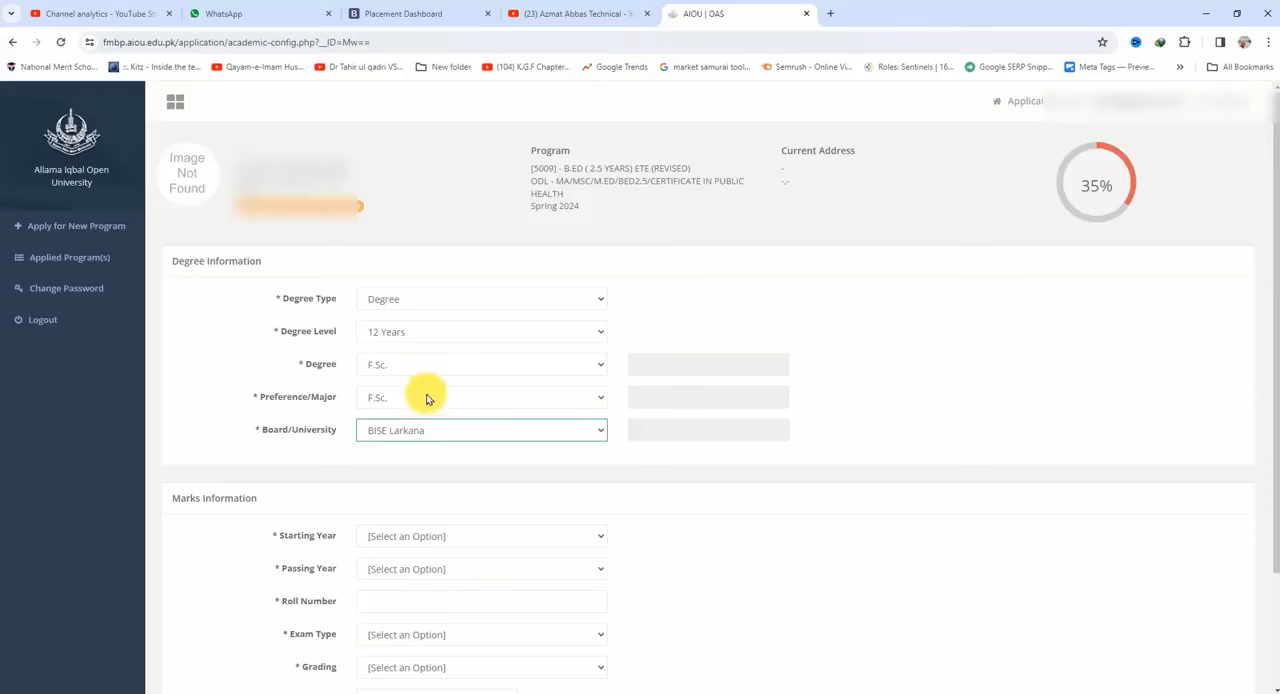 Channel analytics - YouTube St
WhatsApp
Placement Dashboard
(23) Azmat Abbas Technical -
AIOU | OAS
fmbp.aiou.edu.pk/application/academic-config.php?__ID=Mw==
National Merit Scho...
:. Kitz - Inside the te...
Qayam-e-Imam Hus...
Dr Tahir ul qadri VS...
New folder
(104) K.G.F Chapter...
Google Trends
market samurai tool...
Semrush - Online Vi...
Roles: Sentinels | 16...
Google SERP Snipp...
Meta Tags — Previe...
All Bookmarks
Allama Iqbal Open
University
Apply for New Program
Applied Program(s)
Change Password
Logout
Image
Not
Found
Program
[5009] - B.ED ( 2.5 YEARS) ETE (REVISED)
ODL - MA/MSC/M.ED/BED2.5/CERTIFICATE IN PUBLIC
HEALTH
Spring 2024
Current Address
-
-,-
35%
Degree Information
* Degree Type Degree
* Degree Level 12 Years
* Degree F.Sc.
* Preference/Major F.Sc.
* Board/University BISE Larkana
Marks Information
* Starting Year [Select an Option]
* Passing Year [Select an Option]
* Roll Number
* Exam Type [Select an Option]
* Grading [Select an Option]